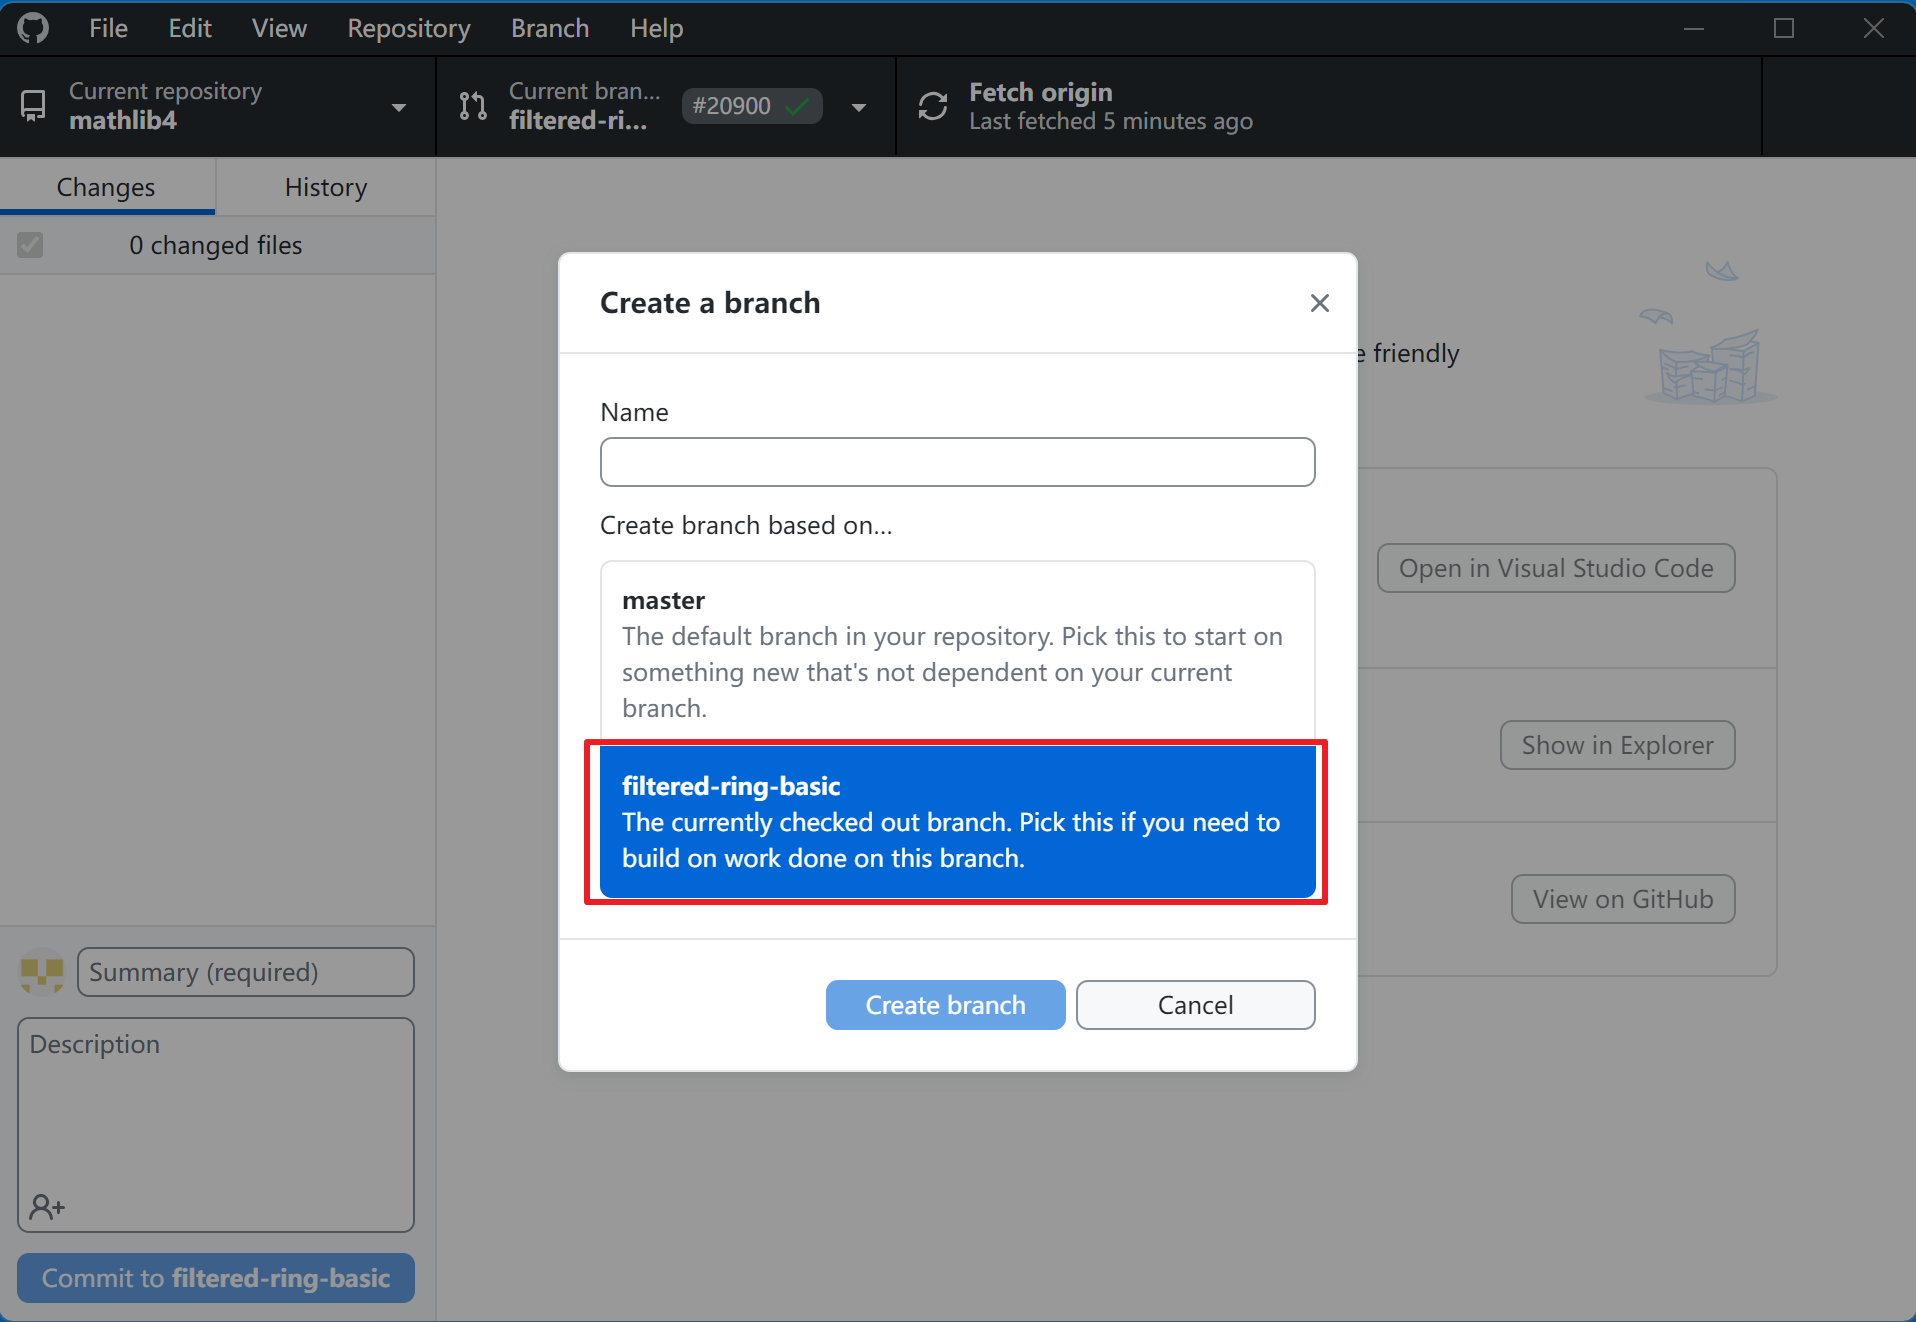 File Edit View Repository Branch Help
Current repository
mathlib4
Current bran...
filtered-ri...
#20900
Fetch origin
Last fetched 5 minutes ago
Changes History
0 changed files
Create a branch
e friendly
Name
Create branch based on...
master
The default branch in your repository. Pick this to start on
something new that's not dependent on your current
branch.
filtered-ring-basic
The currently checked out branch. Pick this if you need to
build on work done on this branch.
Create branch Cancel
Open in Visual Studio Code
Show in Explorer
View on GitHub
Summary (required)
Description
Commit to filtered-ring-basic